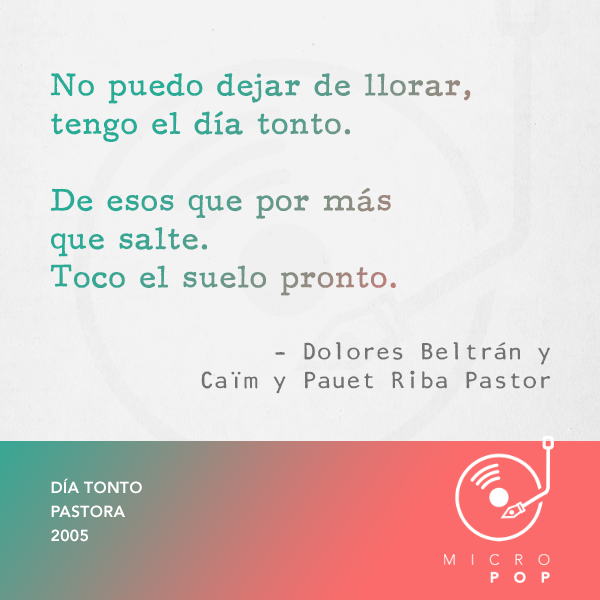 No puedo dejar de llorar,
tengo el día tonto.
De esos que por más
que salte.
Toco el suelo pronto.
– Dolores Beltrán y
Caïm y Pauet Riba Pastor
DÍA TONTO
PASTORA
2005
MICRO
POP